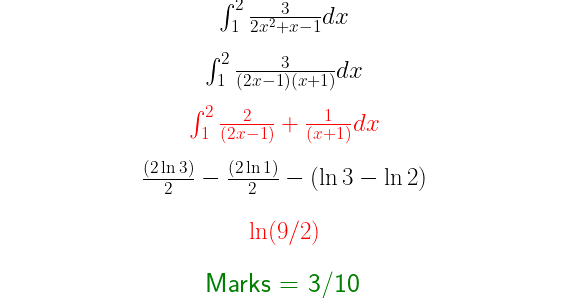 ∫₁² 3/(2x²+x−1) dx
∫₁² 3/((2x−1)(x+1)) dx
∫₁² 2/(2x−1) + 1/(x+1) dx
(2 ln 3)/2 − (2 ln 1)/2 − (ln 3 − ln 2)
ln(9/2)
Marks = 3/10